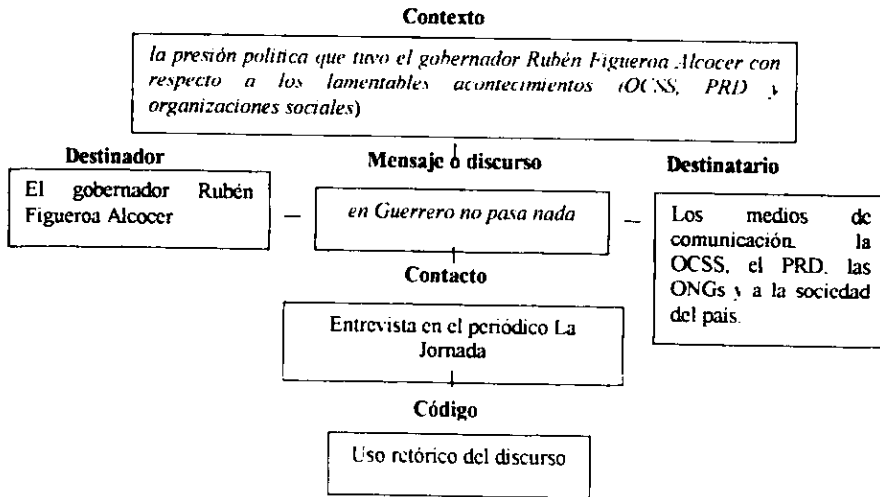 Contexto
la presión politica que tuvo el gobernador Rubén Figueroa Alcocer con
respecto a los lamentables acontecimientos (OCSS, PRD y
organizaciones sociales)
Destinador
Mensaje o discurso
Destinatario
El gobernador Rubén
Figueroa Alcocer
en Guerrero no pasa nada
Los medios de
comunicación la
OCSS, el PRD. las
ONGs y a la sociedad
del país.
Contacto
Entrevista en el periódico La
Jornada
Código
Uso retórico del discurso